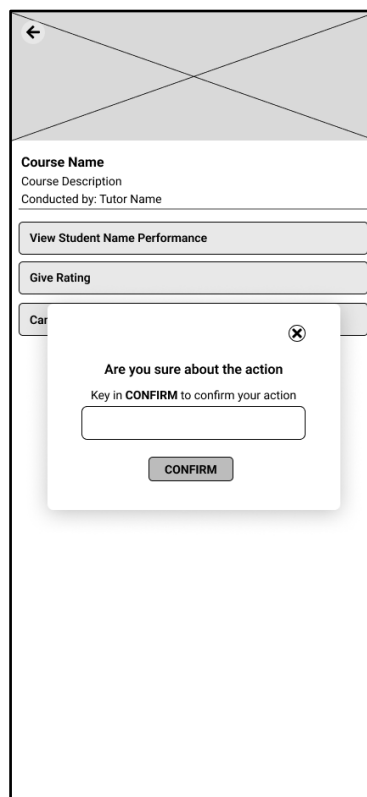 Course Name
Course Description
Conducted by: Tutor Name
View Student Name Performance
Give Rating
Are you sure about the action
Key in CONFIRM to confirm your action
CONFIRM